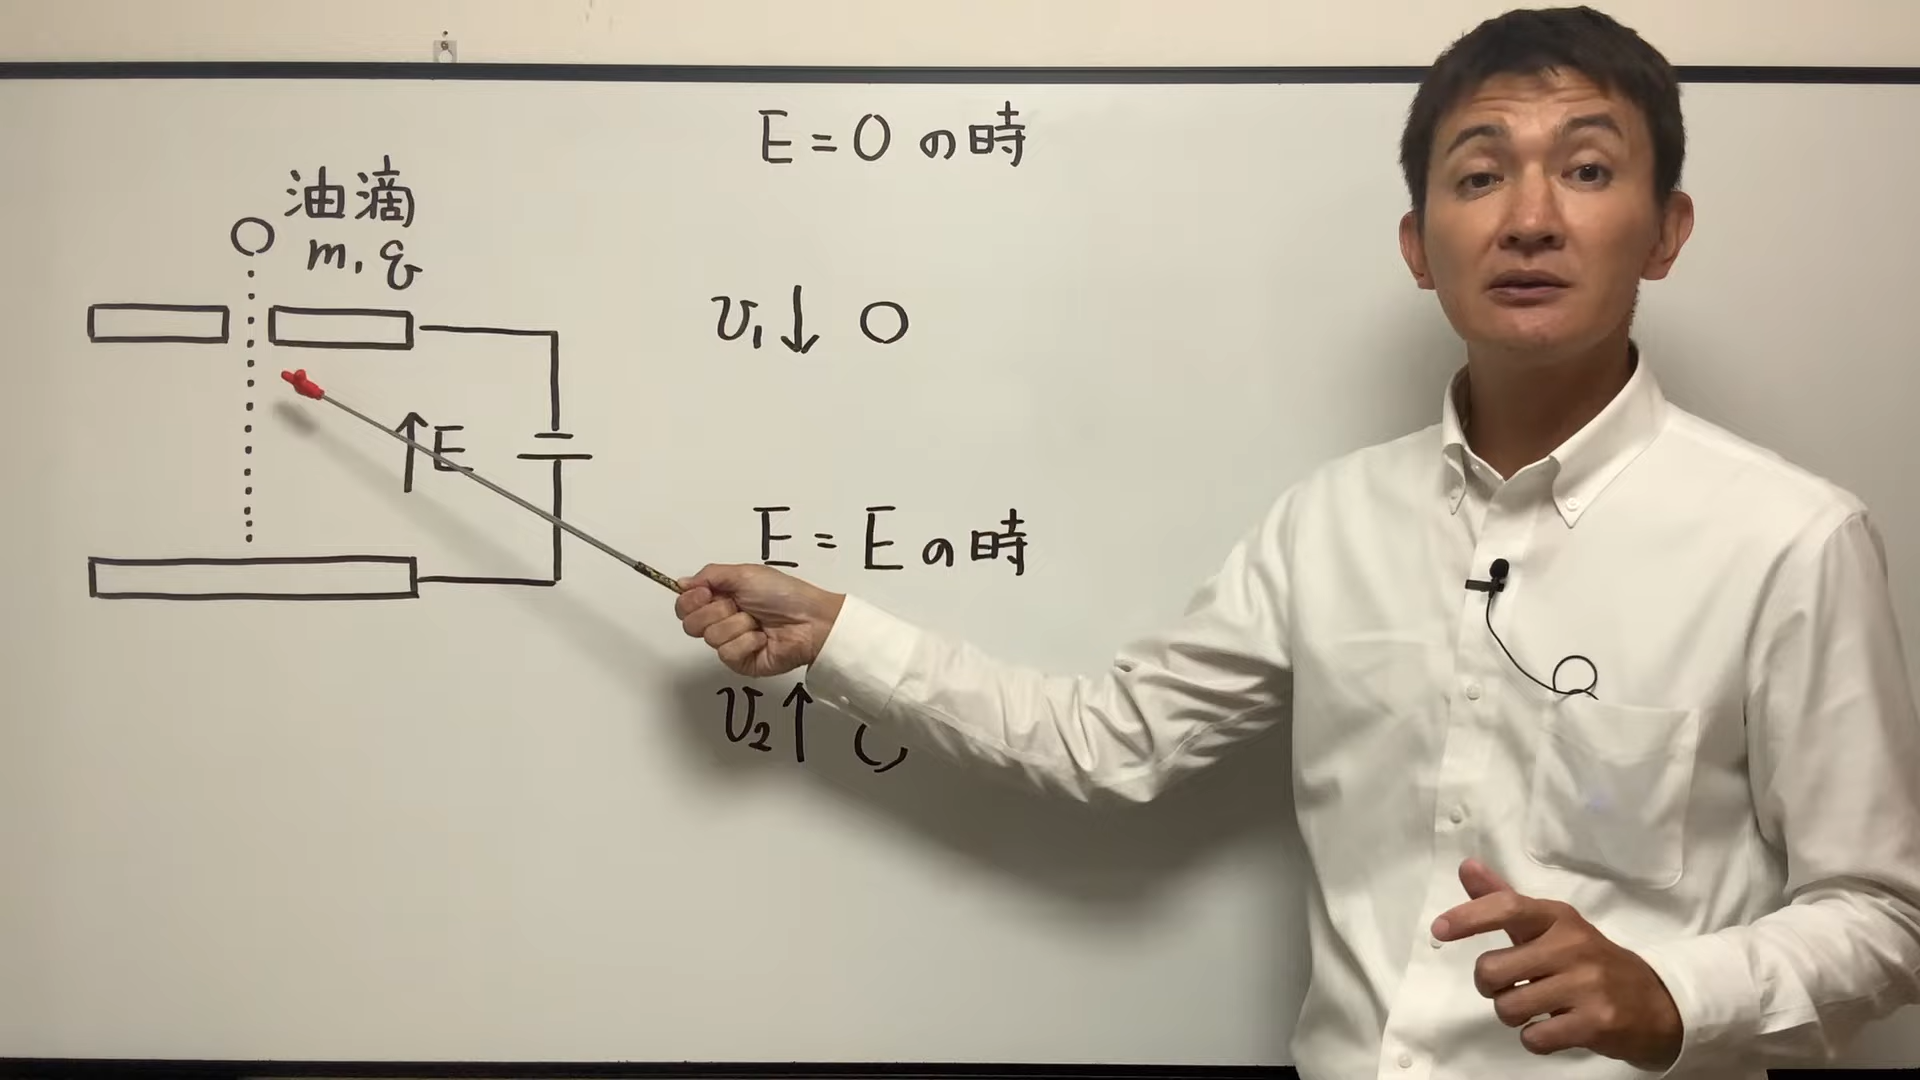 油滴
m, q
E
E = 0 の時
v₁↓
E = E の時
v₂↑